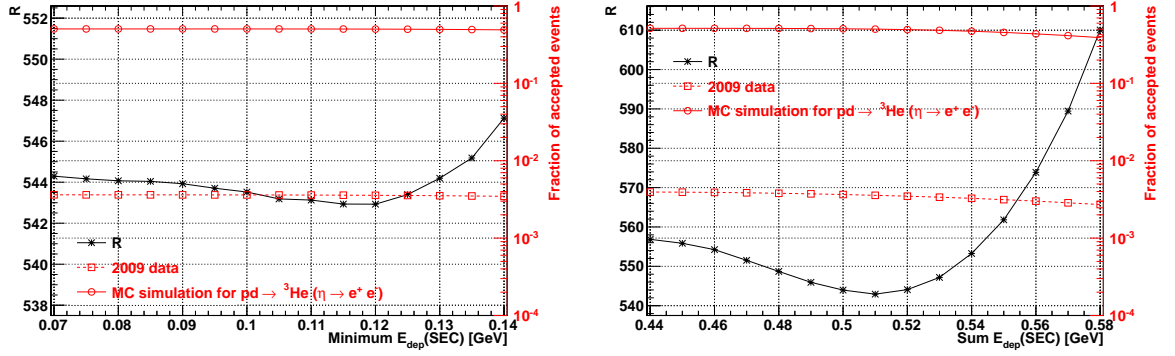 R
552
551
549
548
546
544
543
541
540
538
1
10⁻¹
10⁻²
10⁻³
10⁻⁴
Fraction of accepted events
R
2009 data
MC simulation for pd → ³He (η → e⁺ e⁻)
0.07 0.08 0.09 0.1 0.11 0.12 0.13 0.14
Minimum E_dep(SEC) [GeV]
R
610
600
590
580
570
560
550
540
1
10⁻¹
10⁻²
10⁻³
10⁻⁴
Fraction of accepted events
R
2009 data
MC simulation for pd → ³He (η → e⁺ e⁻)
0.44 0.46 0.48 0.5 0.52 0.54 0.56 0.58
Sum E_dep(SEC) [GeV]